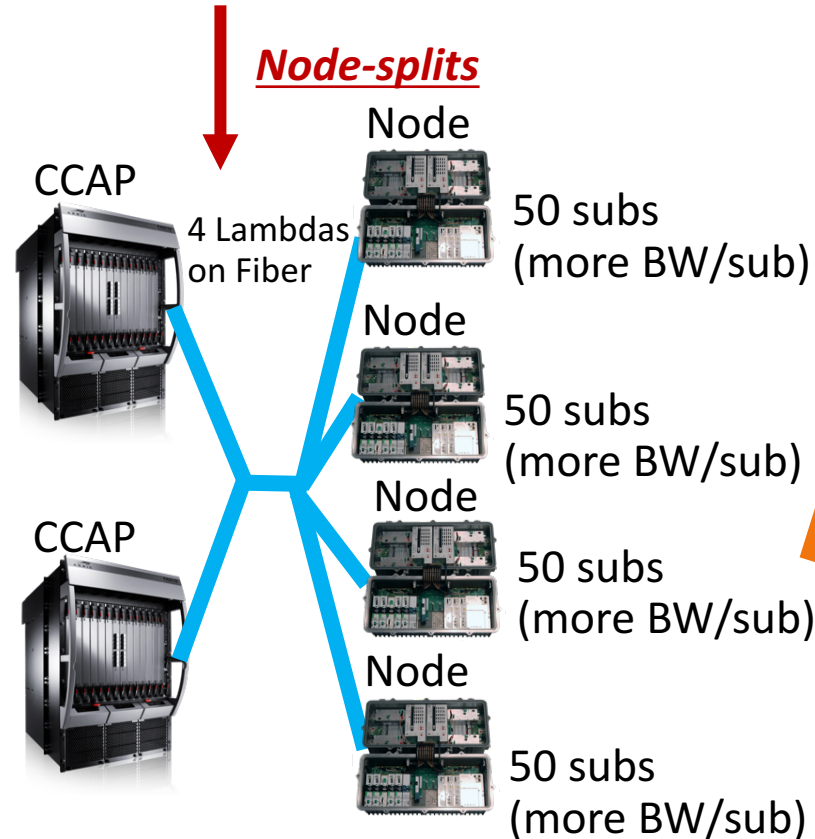 Node-splits
Node
CCAP
4 Lambdas
on Fiber
50 subs
(more BW/sub)
Node
50 subs
(more BW/sub)
Node
CCAP
50 subs
(more BW/sub)
Node
50 subs
(more BW/sub)